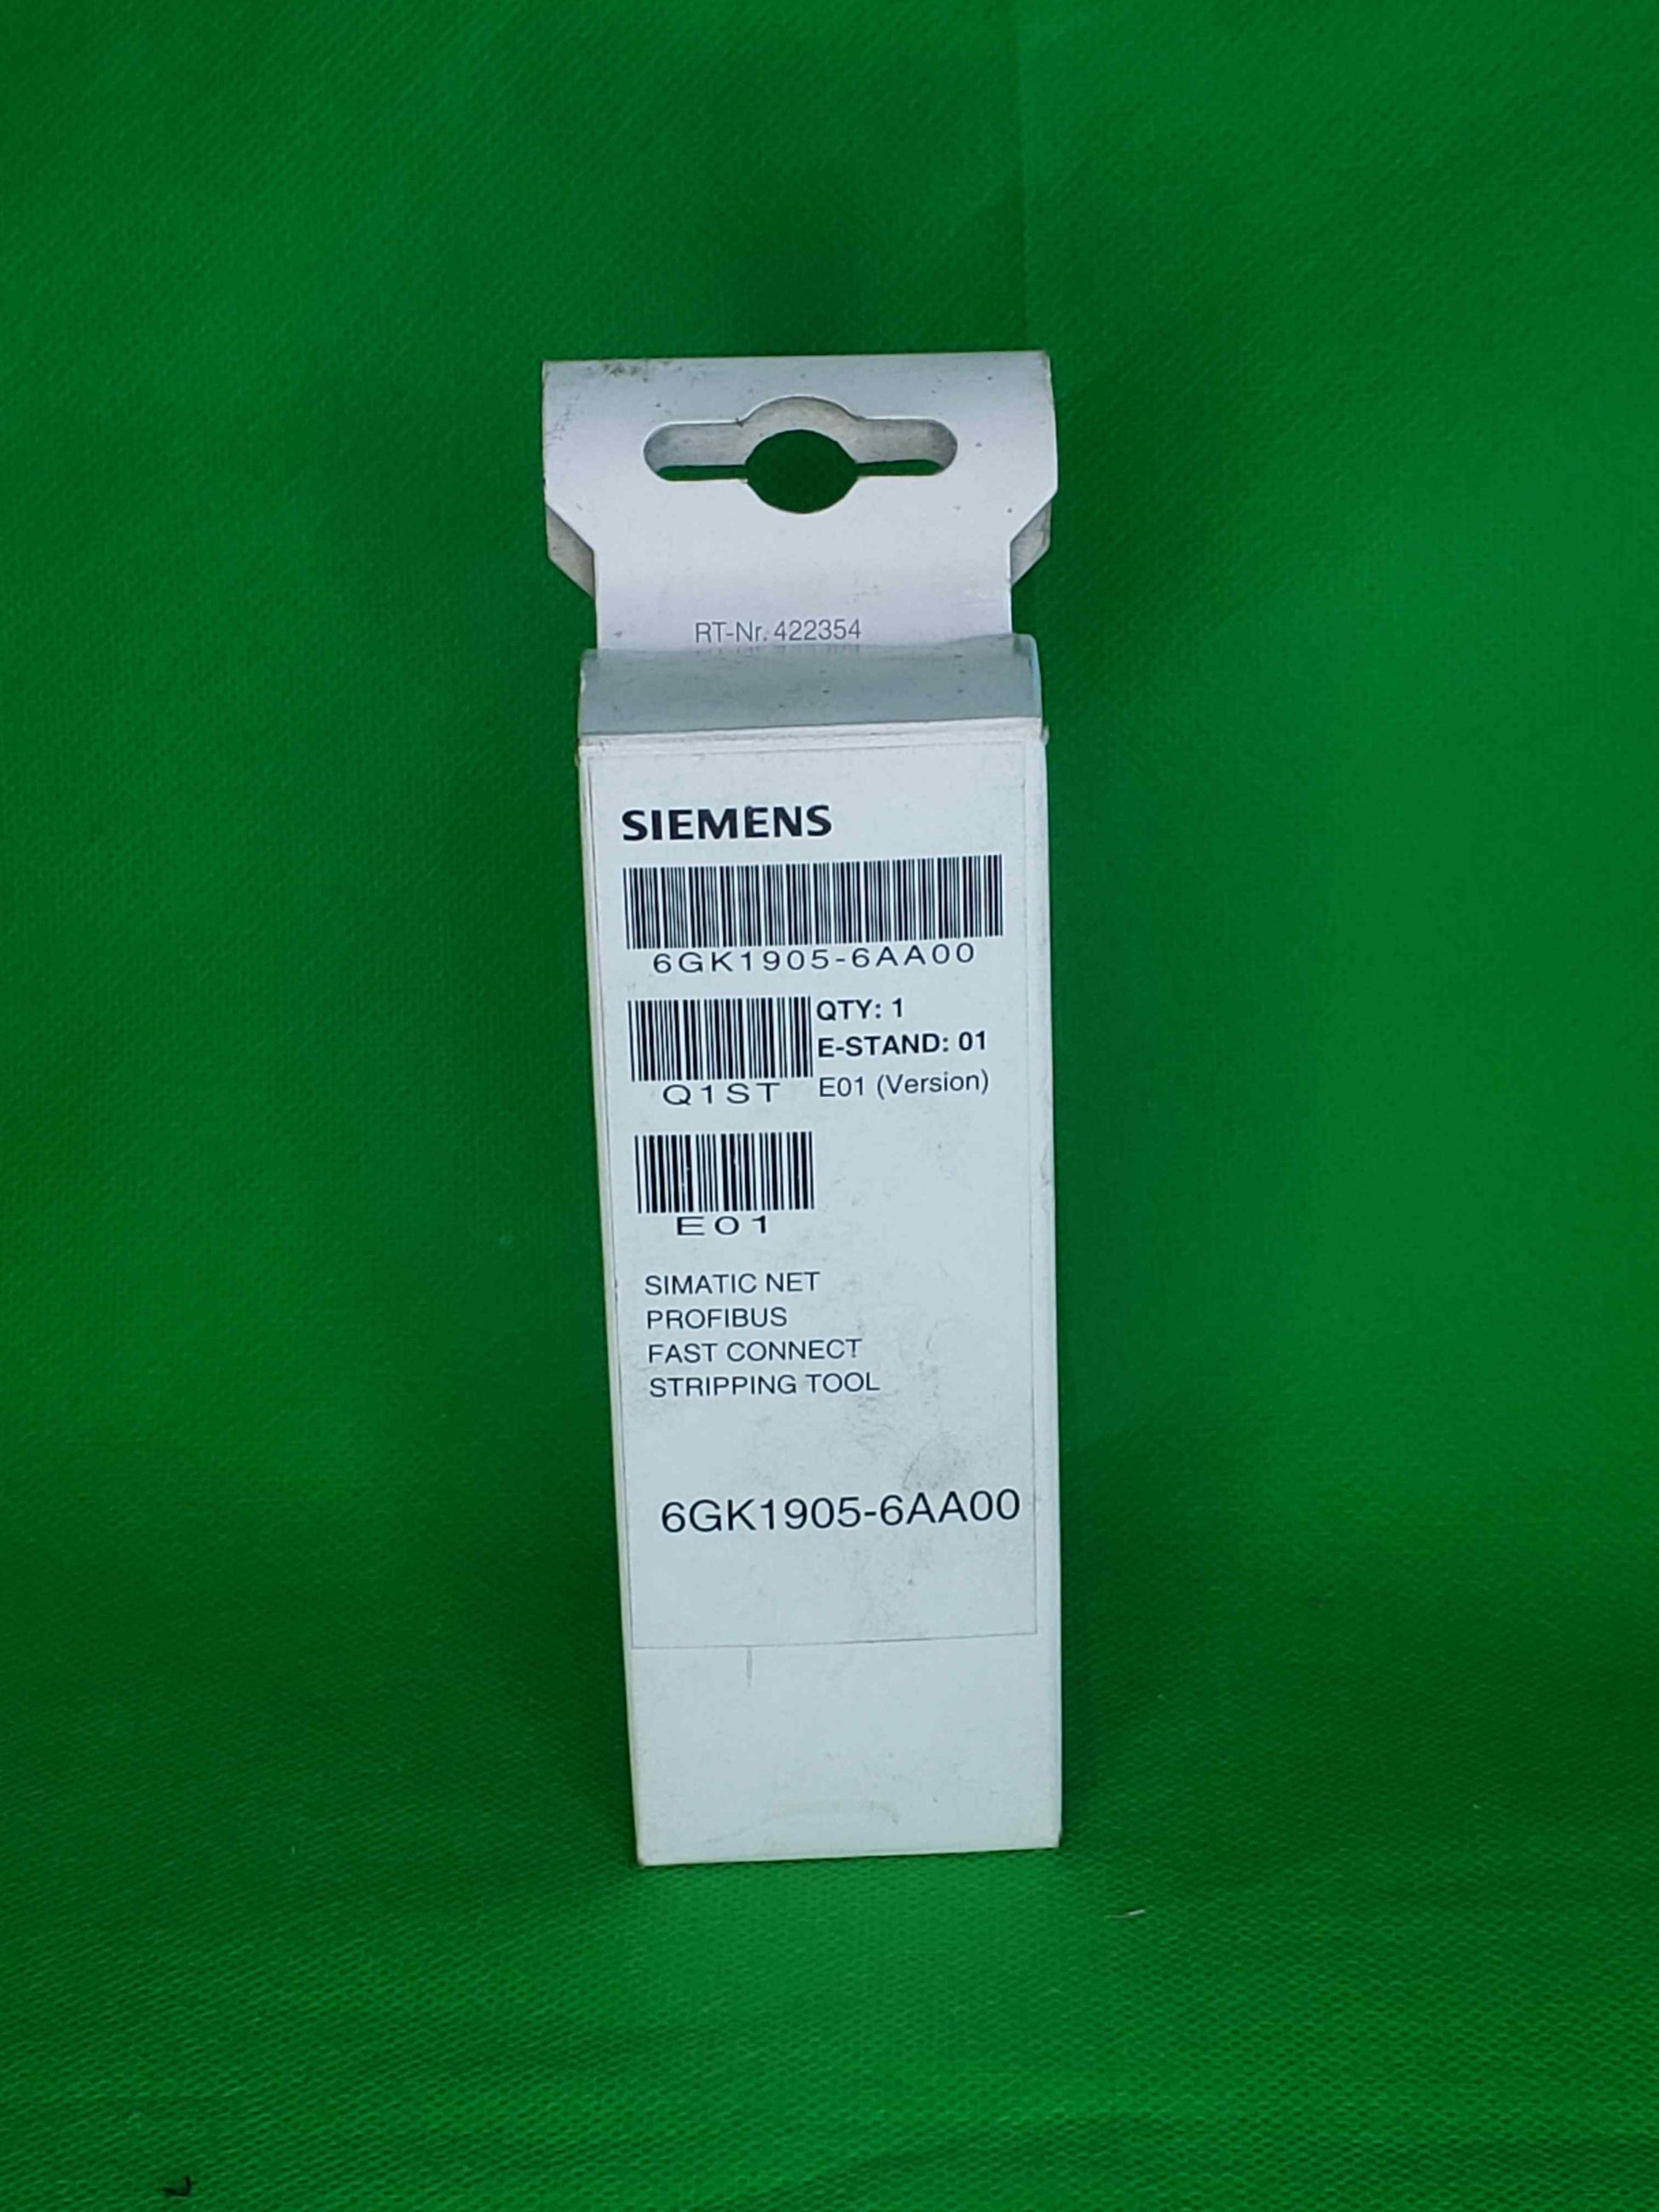 RT-Nr. 422354
SIEMENS
6GK1905-6AA00
QTY: 1
E-STAND: 01
Q1ST
E01 (Version)
E01
SIMATIC NET
PROFIBUS
FAST CONNECT
STRIPPING TOOL
6GK1905-6AA00